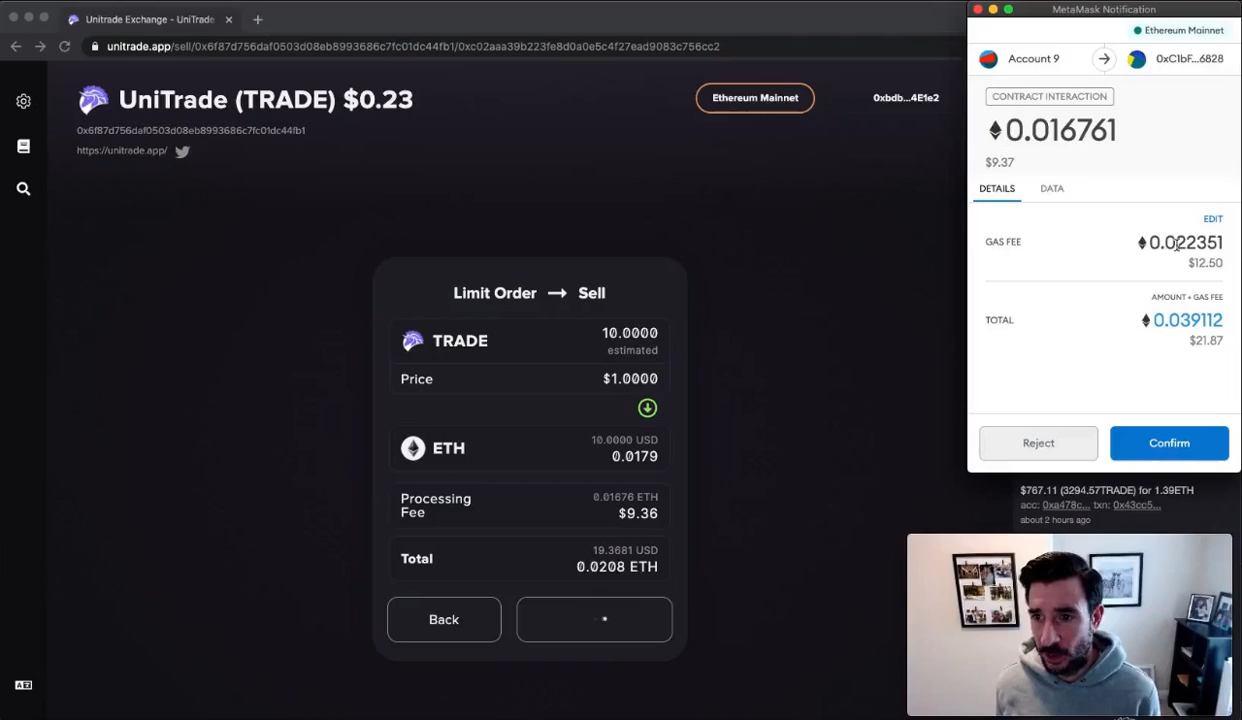 Unitrade Exchange - UniTrade
unitrade.app/sell/0x6f87d756daf0503d08eb8993686c7fc01dc44fb1/0xc02aaa39b223fe8d0a0e5c4f27ead9083c756cc2
UniTrade (TRADE) $0.23
0x6f87d756daf0503d08eb8993686c7fc01dc44fb1
https://unitrade.app/
Ethereum Mainnet
0xbdb...4E1e2
Limit Order → Sell
TRADE
10.0000
estimated
Price
$1.0000
ETH
10.0000 USD
0.0179
Processing
Fee
0.01676 ETH
$9.36
Total
19.3681 USD
0.0208 ETH
Back
MetaMask Notification
Ethereum Mainnet
Account 9
0xC1bF...6828
CONTRACT INTERACTION
0.016761
$9.37
DETAILS
DATA
EDIT
GAS FEE
0.022351
$12.50
AMOUNT + GAS FEE
TOTAL
0.039112
$21.87
Reject
Confirm
$767.11 (3294.57TRADE) for 1.39ETH
acc: 0xa478c... txn: 0x43cc5...
about 2 hours ago